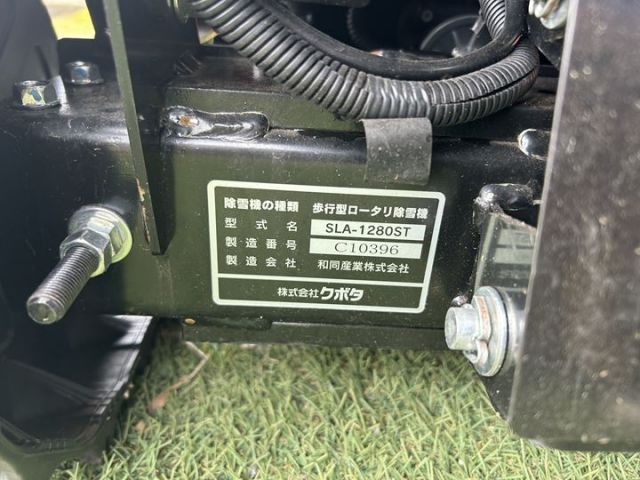 除雪機の種類 歩行型ロータリ除雪機
型式名 SLA-1280ST
製造番号 C10396
製造会社 和同産業株式会社
株式会社クボタ